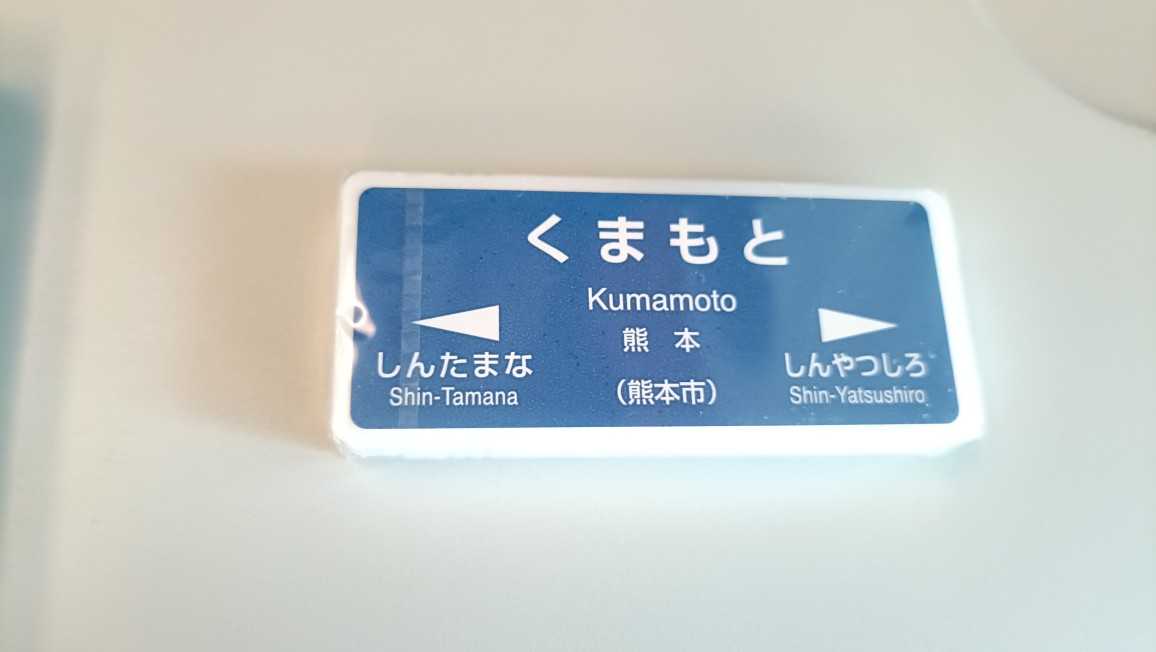 くまもと
Kumamoto
熊 本
（熊本市）
しんたまな
Shin-Tamana
しんやつしろ
Shin-Yatsushiro